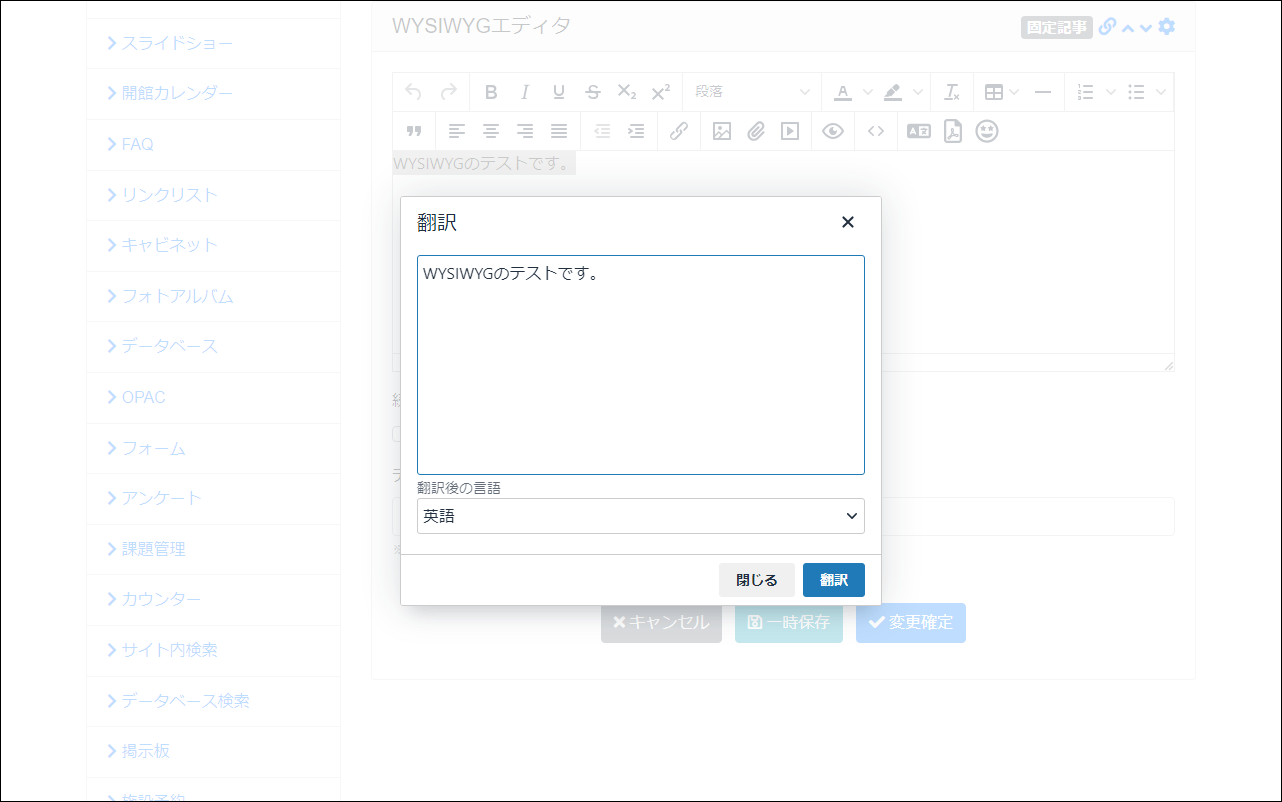 スライドショー
開館カレンダー
FAQ
リンクリスト
キャビネット
フォトアルバム
データベース
OPAC
フォーム
アンケート
課題管理
カウンター
サイト内検索
データベース検索
掲示板
WYSIWYGエディタ
固定記事
B I U S X₂ X²
段落
A
WYSIWYGのテストです。
翻訳
WYSIWYGのテストです。
翻訳後の言語
英語
閉じる
翻訳
キャンセル
一時保存
変更確定